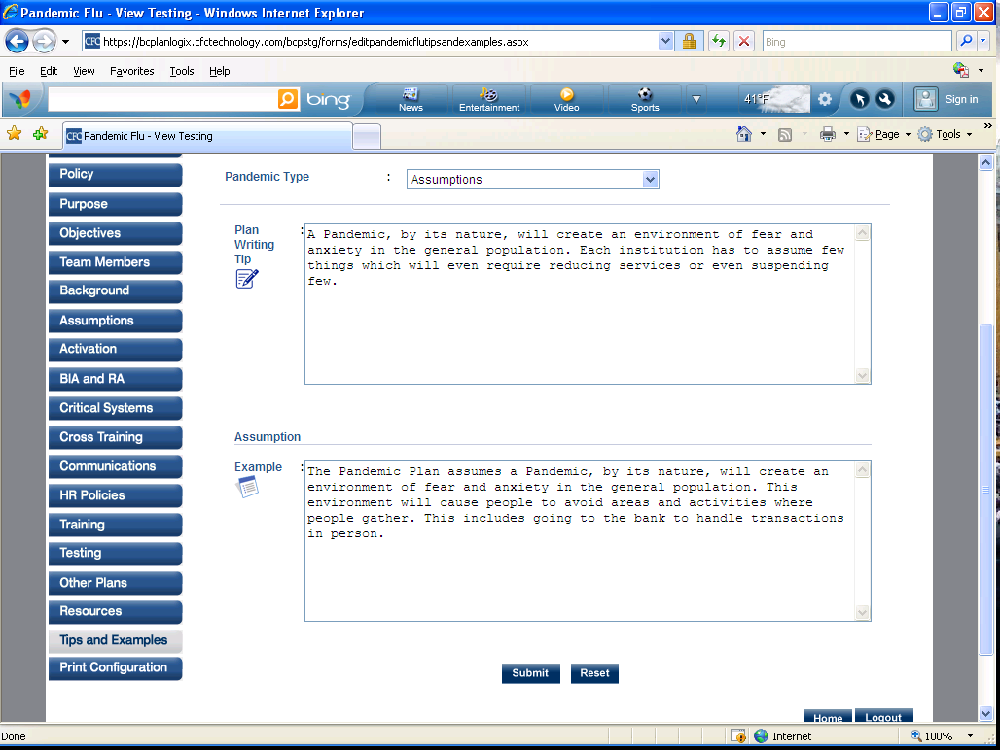 Pandemic Flu - View Testing - Windows Internet Explorer
CFC https://bcplanlogix.cfctechnology.com/bcpstg/forms/editpandemicflutipsandexamples.aspx
Bing
File Edit View Favorites Tools Help
bing News Entertainment Video Sports 41°F Sign in
CFC Pandemic Flu - View Testing
Page Tools »
Policy
Purpose
Objectives
Team Members
Background
Assumptions
Activation
BIA and RA
Critical Systems
Cross Training
Communications
HR Policies
Training
Testing
Other Plans
Resources
Tips and Examples
Print Configuration
Pandemic Type : Assumptions
Plan
Writing
Tip
:
A Pandemic, by its nature, will create an environment of fear and
anxiety in the general population. Each institution has to assume few
things which will even require reducing services or even suspending
few.
Assumption
Example :
The Pandemic Plan assumes a Pandemic, by its nature, will create an
environment of fear and anxiety in the general population. This
environment will cause people to avoid areas and activities where
people gather. This includes going to the bank to handle transactions
in person.
Submit Reset
Home Logout
Done Internet 100%